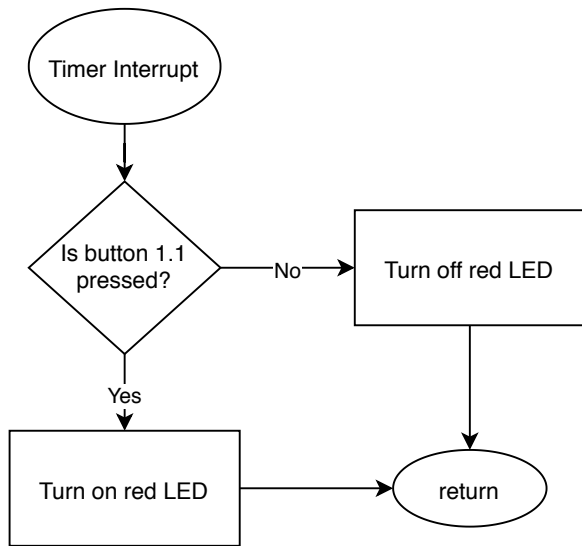 Timer Interrupt
Is button 1.1
pressed?
No
Turn off red LED
Yes
Turn on red LED
return